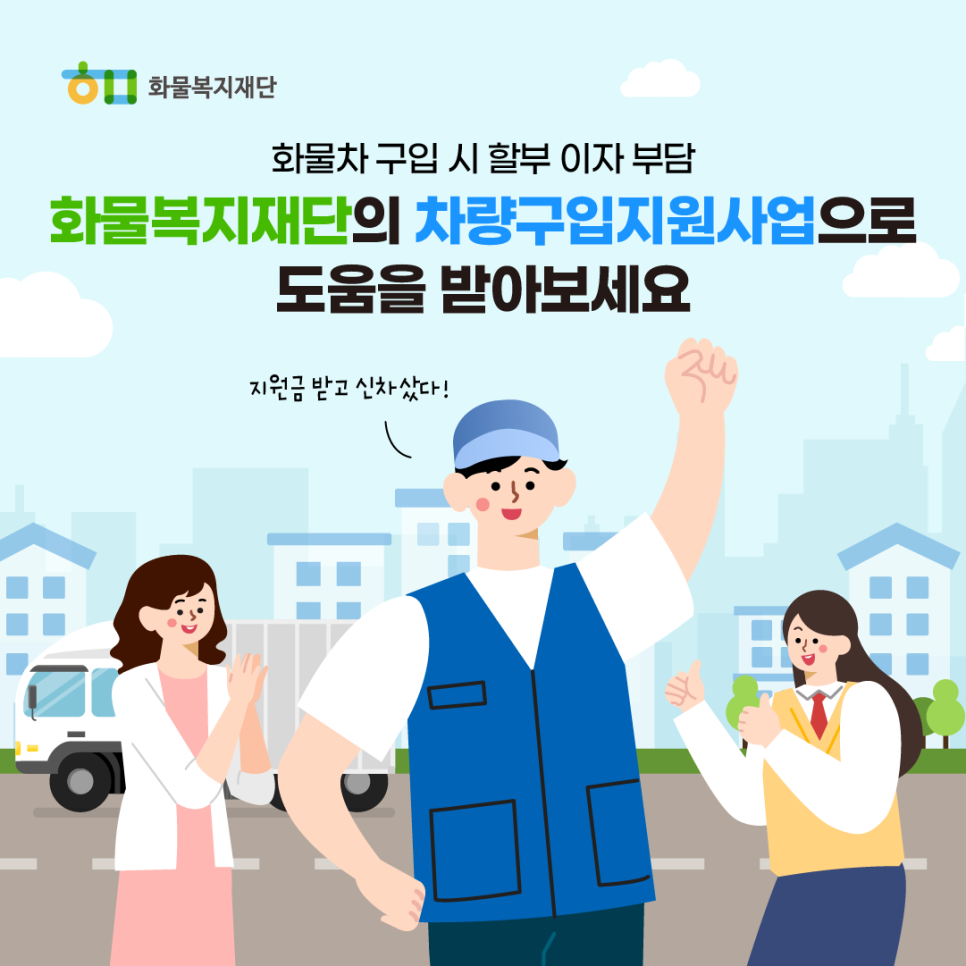 화물복지재단
화물차 구입 시 할부 이자 부담
화물복지재단의 차량구입지원사업으로
도움을 받아보세요
지원금 받고 신차샀다!